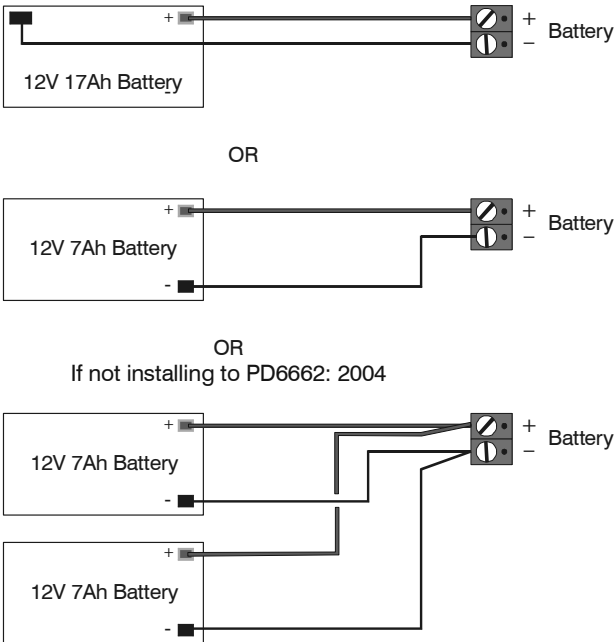 +
+
Battery
-
12V 17Ah Battery
-
OR
+
+
Battery
-
12V 7Ah Battery
-
OR
If not installing to PD6662: 2004
+
+
Battery
-
12V 7Ah Battery
-
+
12V 7Ah Battery
-